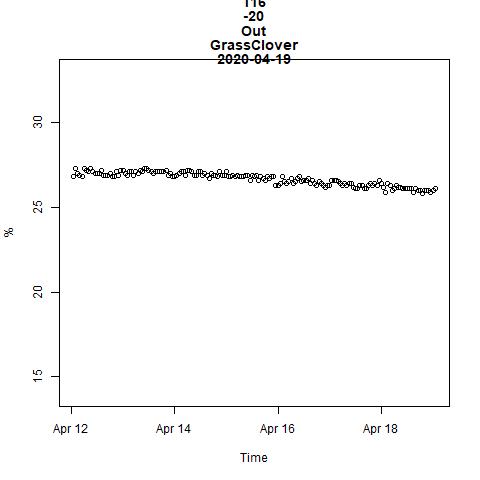 T16
-20
Out
GrassClover
2020-04-19
%
30
25
20
15
Apr 12
Apr 14
Apr 16
Apr 18
Time